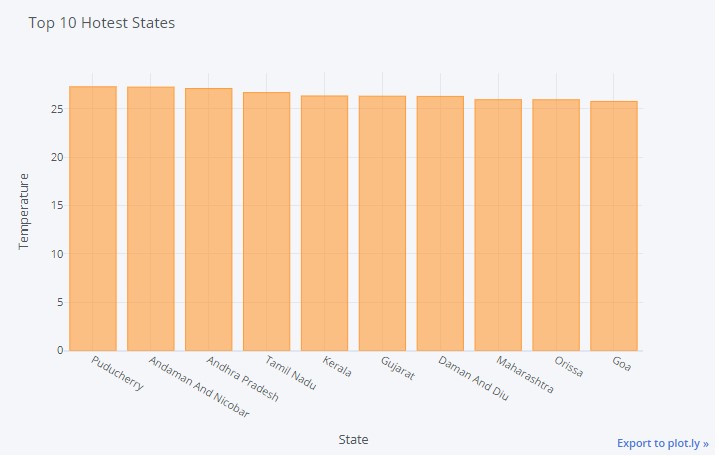 Top 10 Hotest States
Temperature
25
20
15
10
5
0
Puducherry
Andaman And Nicobar
Andhra Pradesh
Tamil Nadu
Kerala
Gujarat
Daman And Diu
Maharashtra
Orissa
Goa
State
Export to plot.ly »